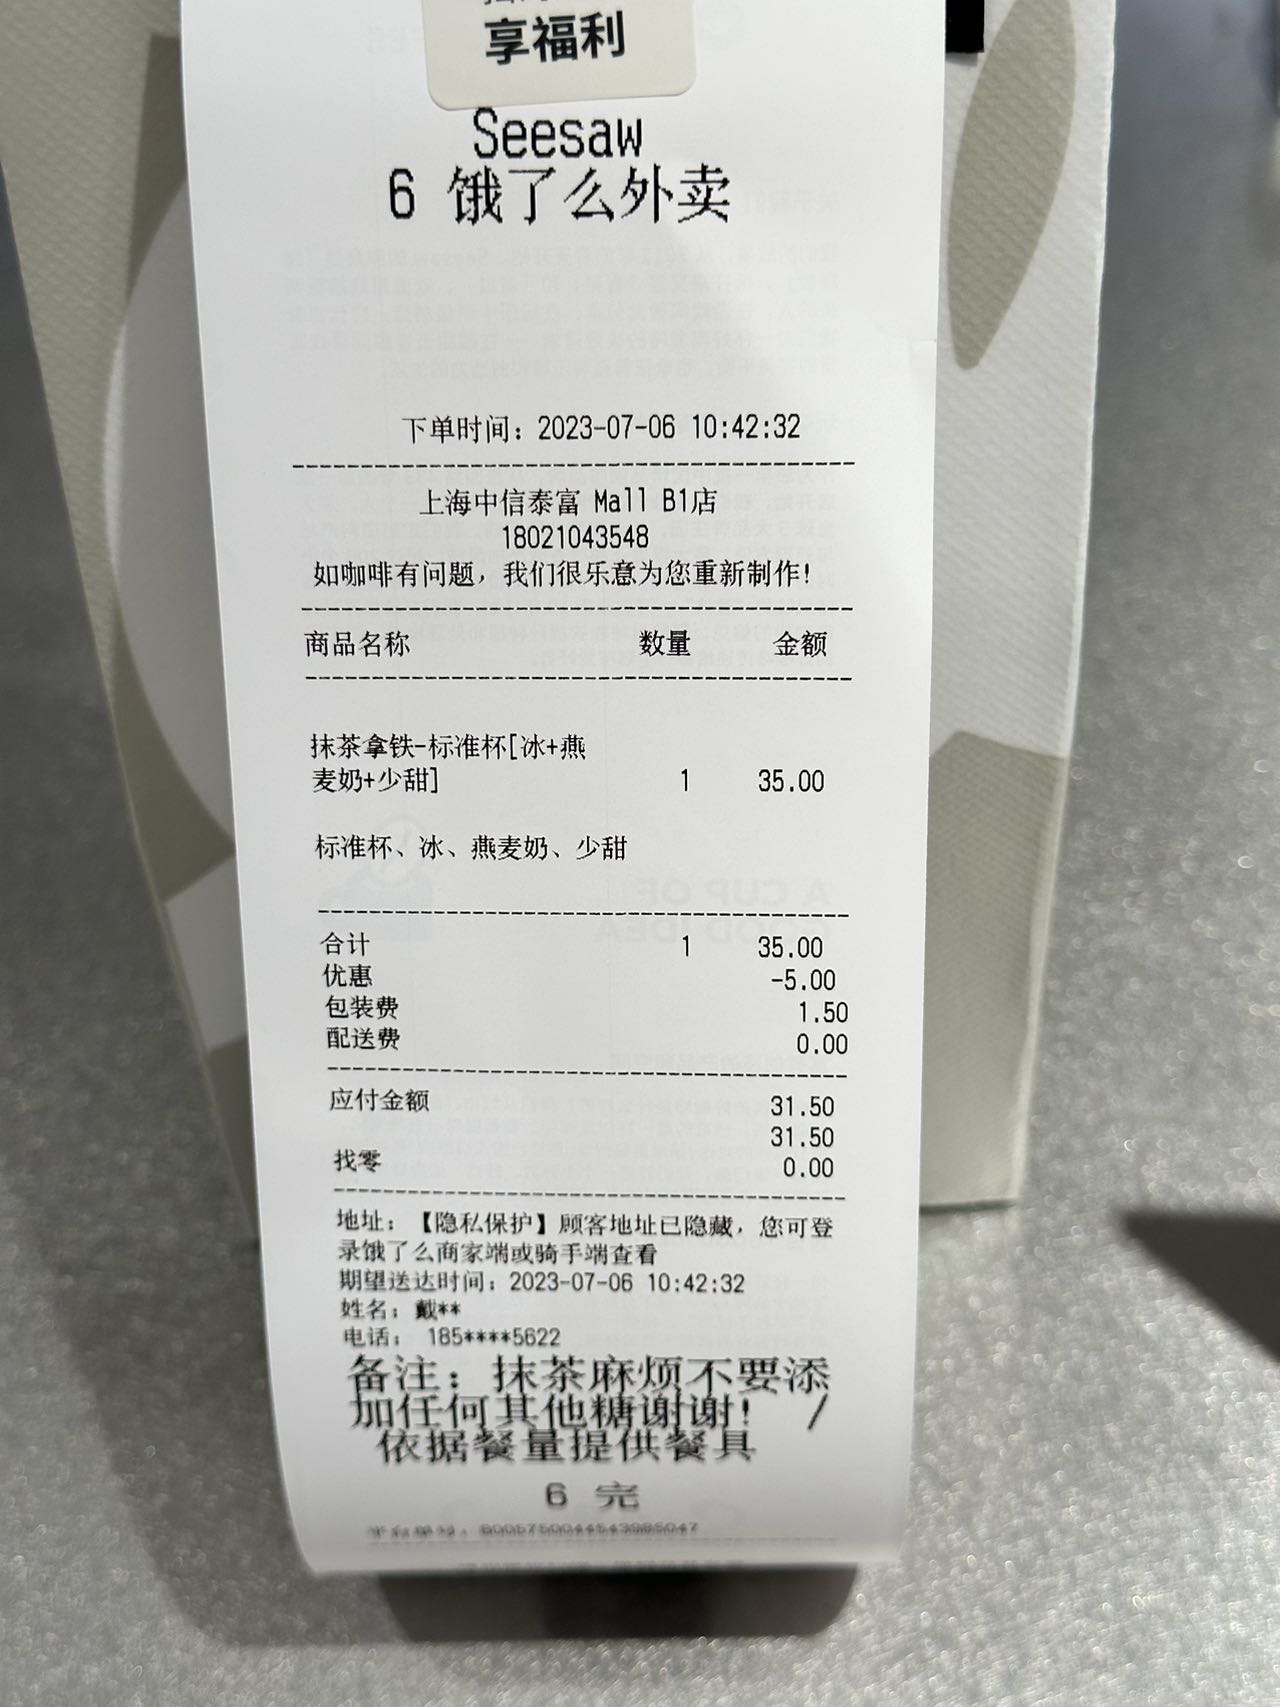 享福利
Seesaw
6 饿了么外卖
下单时间：2023-07-06 10:42:32
上海中信泰富 Mall B1店
18021043548
如咖啡有问题，我们很乐意为您重新制作!
商品名称 数量 金额
抹茶拿铁-标准杯[冰+燕
麦奶+少甜] 1 35.00
标准杯、冰、燕麦奶、少甜
合计 1 35.00
优惠 -5.00
包装费 1.50
配送费 0.00
应付金额 31.50
31.50
找零 0.00
地址：【隐私保护】顾客地址已隐藏，您可登
录饿了么商家端或骑手端查看
期望送达时间：2023-07-06 10:42:32
姓名：戴**
电话： 185****5622
备注：抹茶麻烦不要添
加任何其他糖谢谢! /
依据餐量提供餐具
6 完
A CUP OF
GOOD IDEA